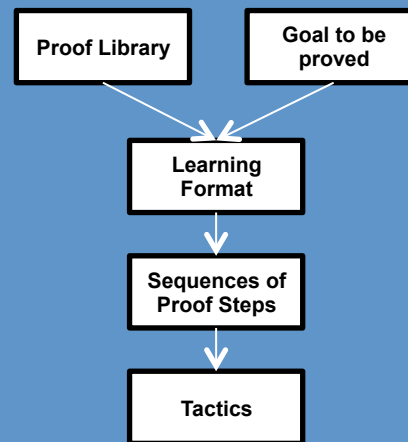 Proof Library
Goal to be
proved
Learning
Format
Sequences of
Proof Steps
Tactics